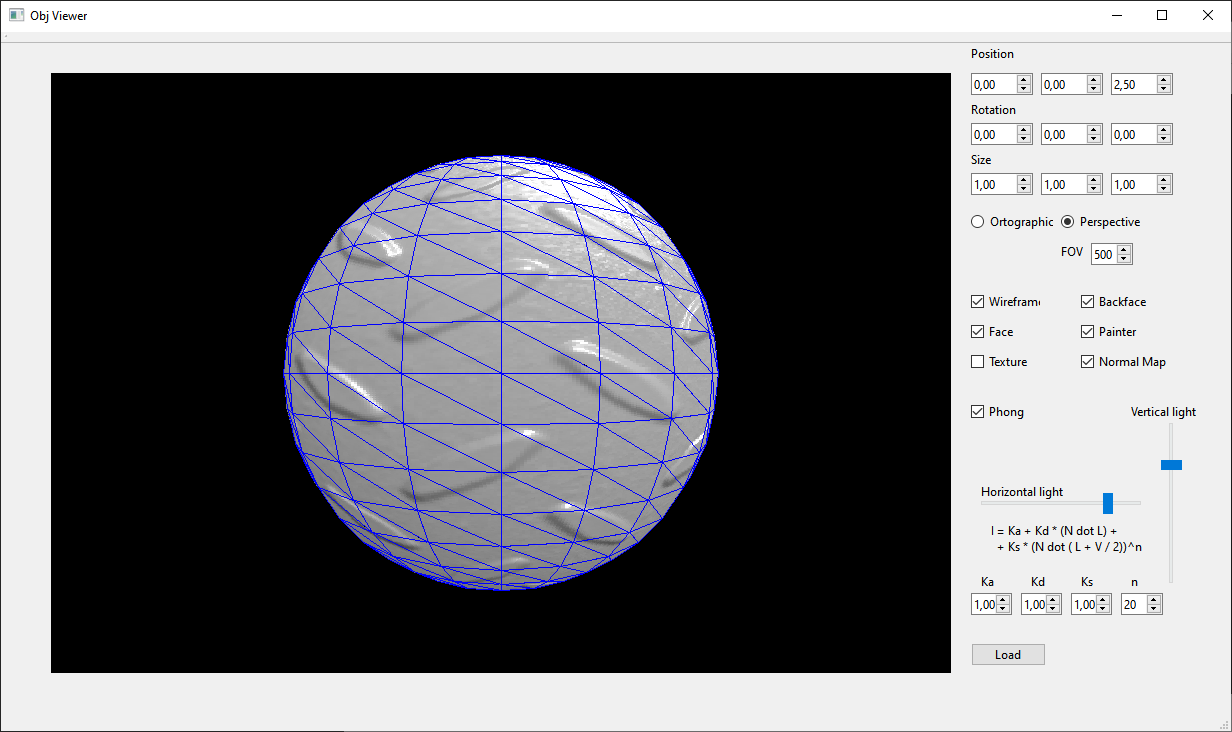 Obj Viewer
Position
0,00 0,00 2,50
Rotation
0,00 0,00 0,00
Size
1,00 1,00 1,00
Ortographic Perspective
FOV 500
Wireframe Backface
Face Painter
Texture Normal Map
Phong Vertical light
Horizontal light
I = Ka + Kd * (N dot L) +
+ Ks * (N dot ( L + V / 2))^n
Ka Kd Ks n
1,00 1,00 1,00 20
Load